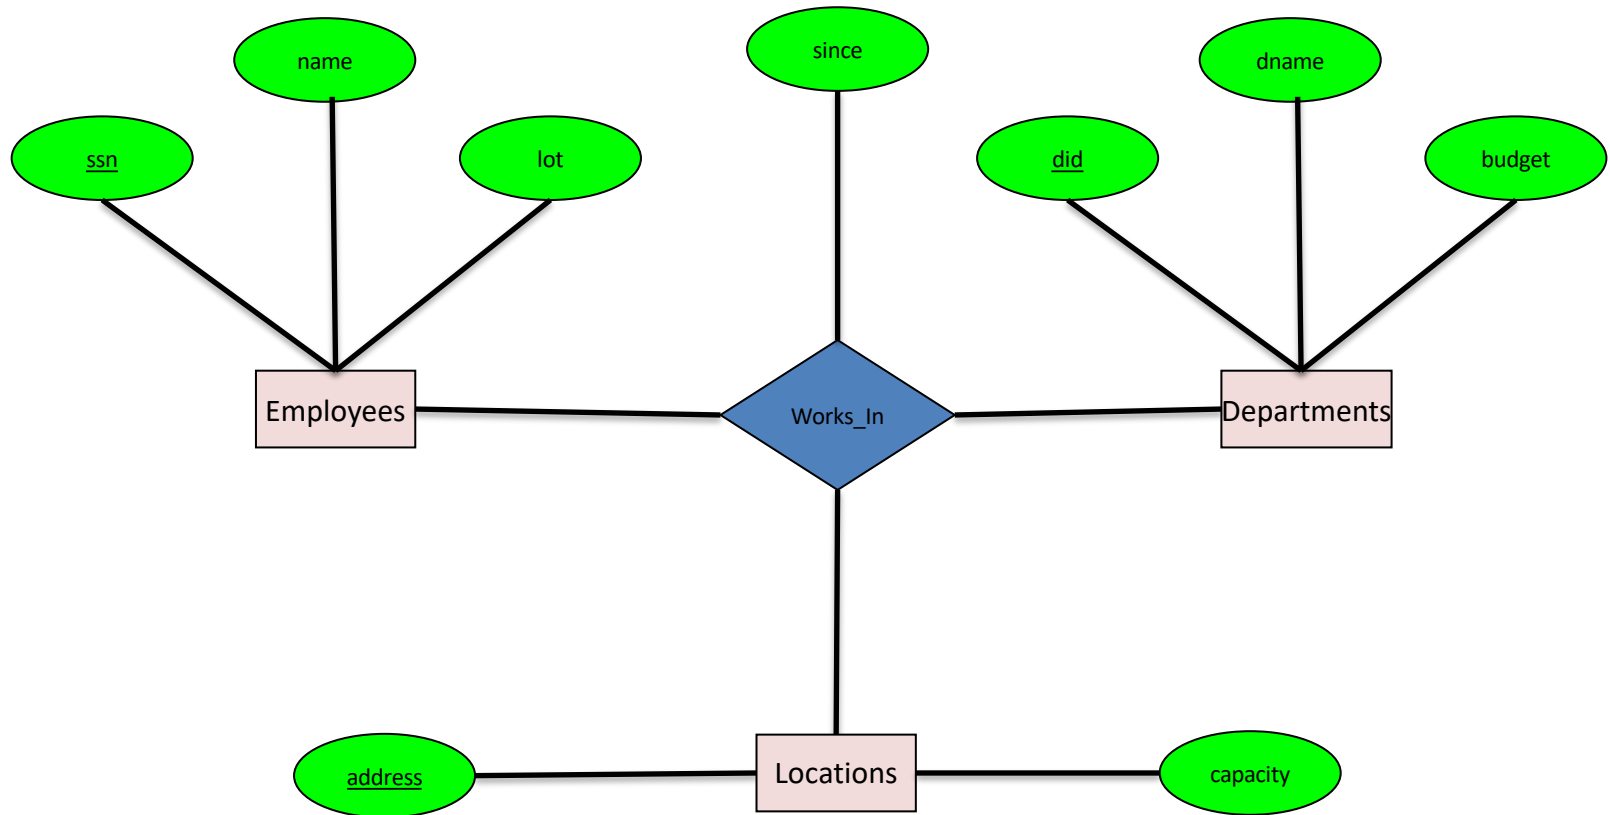 since
name
dname
ssn
lot
did
budget
Employees
Works_In
Departments
address
Locations
capacity